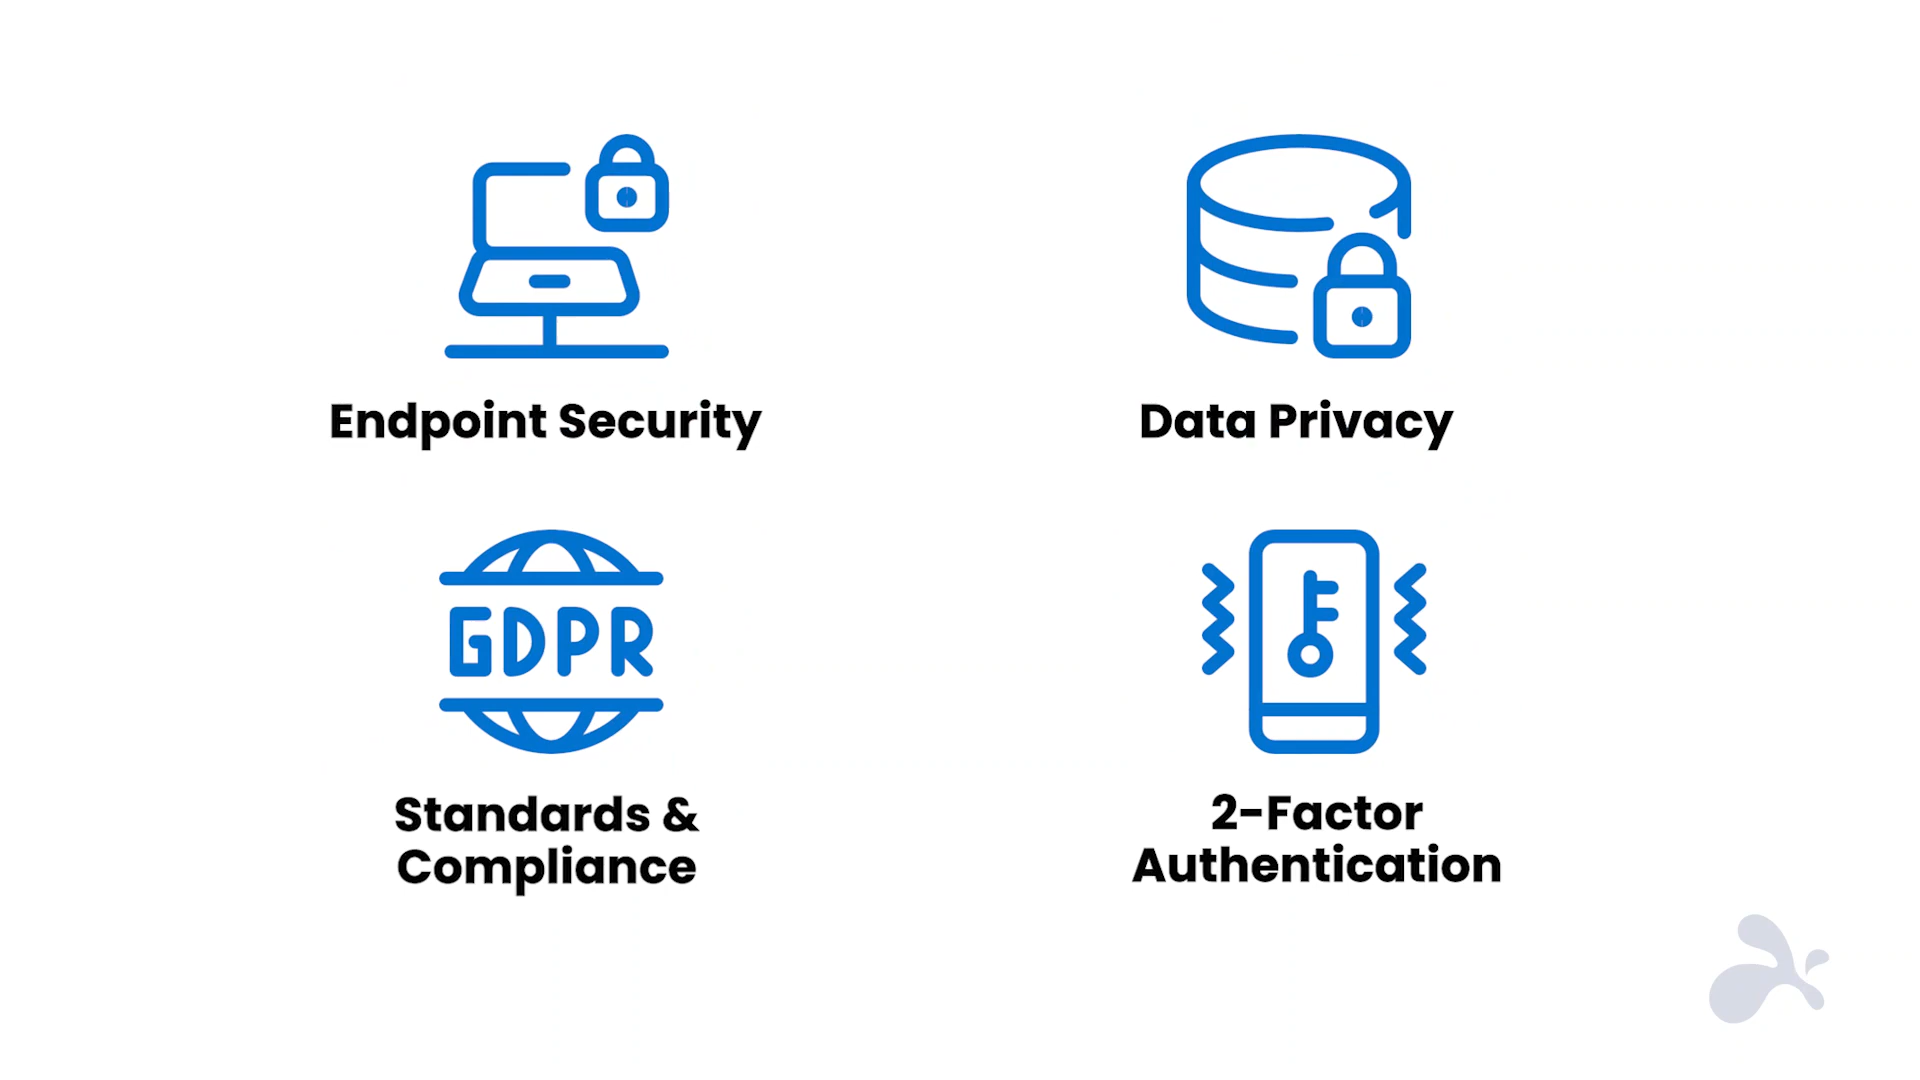 Endpoint Security
Data Privacy
GDPR
Standards &
Compliance
2-Factor
Authentication